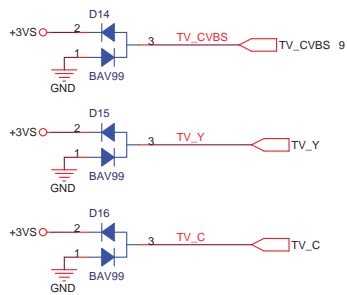 D14
+3VS 2
3 TV_CVBS TV_CVBS 9
1
GND BAV99
D15
+3VS 2
3 TV_Y TV_Y
1
GND BAV99
D16
+3VS 2
3 TV_C TV_C
1
GND BAV99